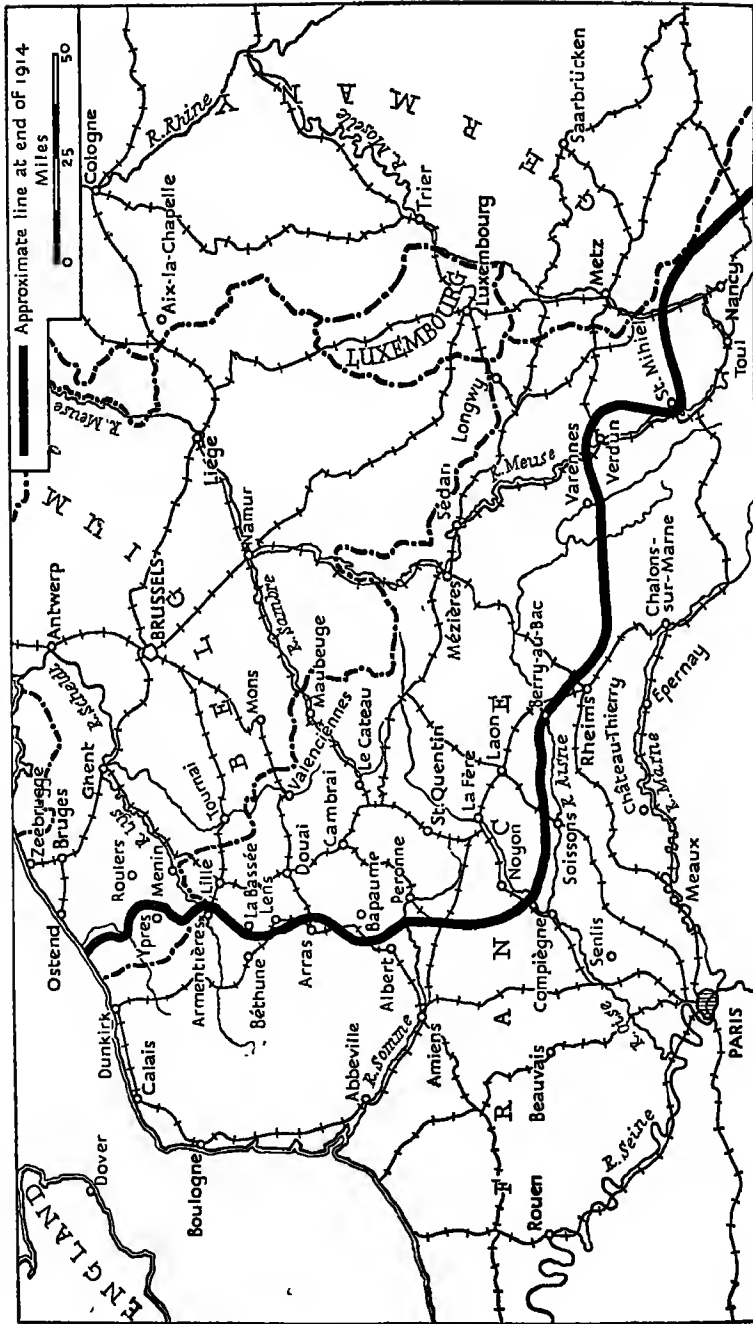 Approximate line at end of 1914
Miles
0 25 50
ENGLAND
Dover
Ostend
Zeebrugge
Bruges
Ghent
R. Scheldt
Antwerp
R. Meuse
Cologne
R. Rhine
Dunkirk
Calais
Boulogne
Ypres
Roulers
Menin
R. Lys
BRUSSELS
Liége
Aix-la-Chapelle
BELGIUM
GERMANY
Armentières
Lille
Tournai
La Bassée
Béthune
Lens
Mons
Namur
R. Sambre
Arras
Douai
Valenciennes
Maubeuge
Cambrai
Le Cateau
Bapaume
Albert
Peronne
Abbeville
R. Somme
Amiens
St. Quentin
La Fère
Mézières
Sédan
R. Meuse
LUXEMBOURG
Luxembourg
Longwy
Trier
R. Moselle
FRANCE
Noyon
Laon
Compiègne
Beauvais
Rouen
R. Seine
R. Oise
Senlis
Soissons
R. Aisne
Berry-au-Bac
Rheims
Varennes
Verdun
Metz
Saarbrücken
St. Mihiel
Château-Thierry
R. Marne
Epernay
Chalons-
sur-Marne
Meaux
PARIS
Toul
Nancy